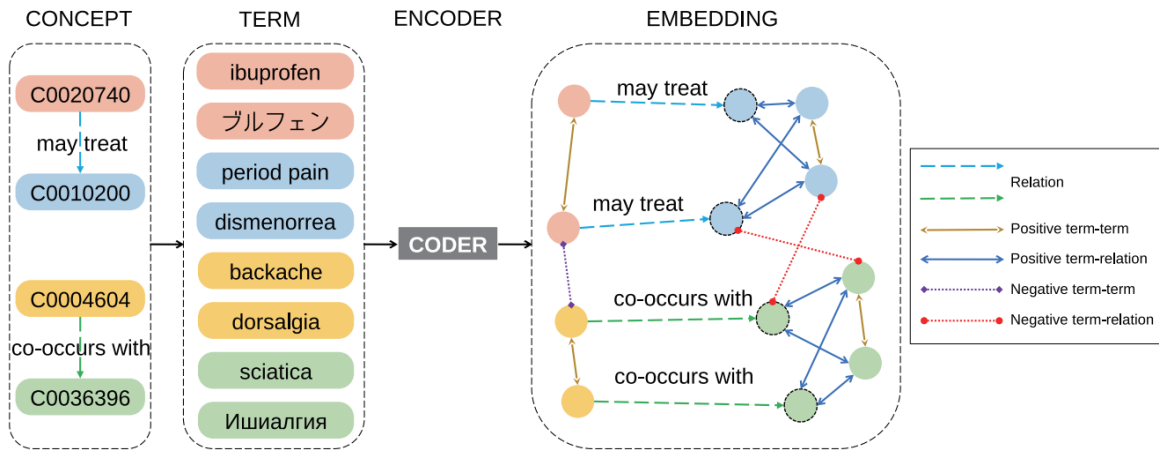 CONCEPT
TERM
ENCODER
EMBEDDING
C0020740
may treat
C0010200
C0004604
co-occurs with
C0036396
ibuprofen
ブルフェン
period pain
dismenorrea
backache
dorsalgia
sciatica
Ишиалгия
CODER
may treat
may treat
co-occurs with
co-occurs with
Relation
Positive term-term
Positive term-relation
Negative term-term
Negative term-relation